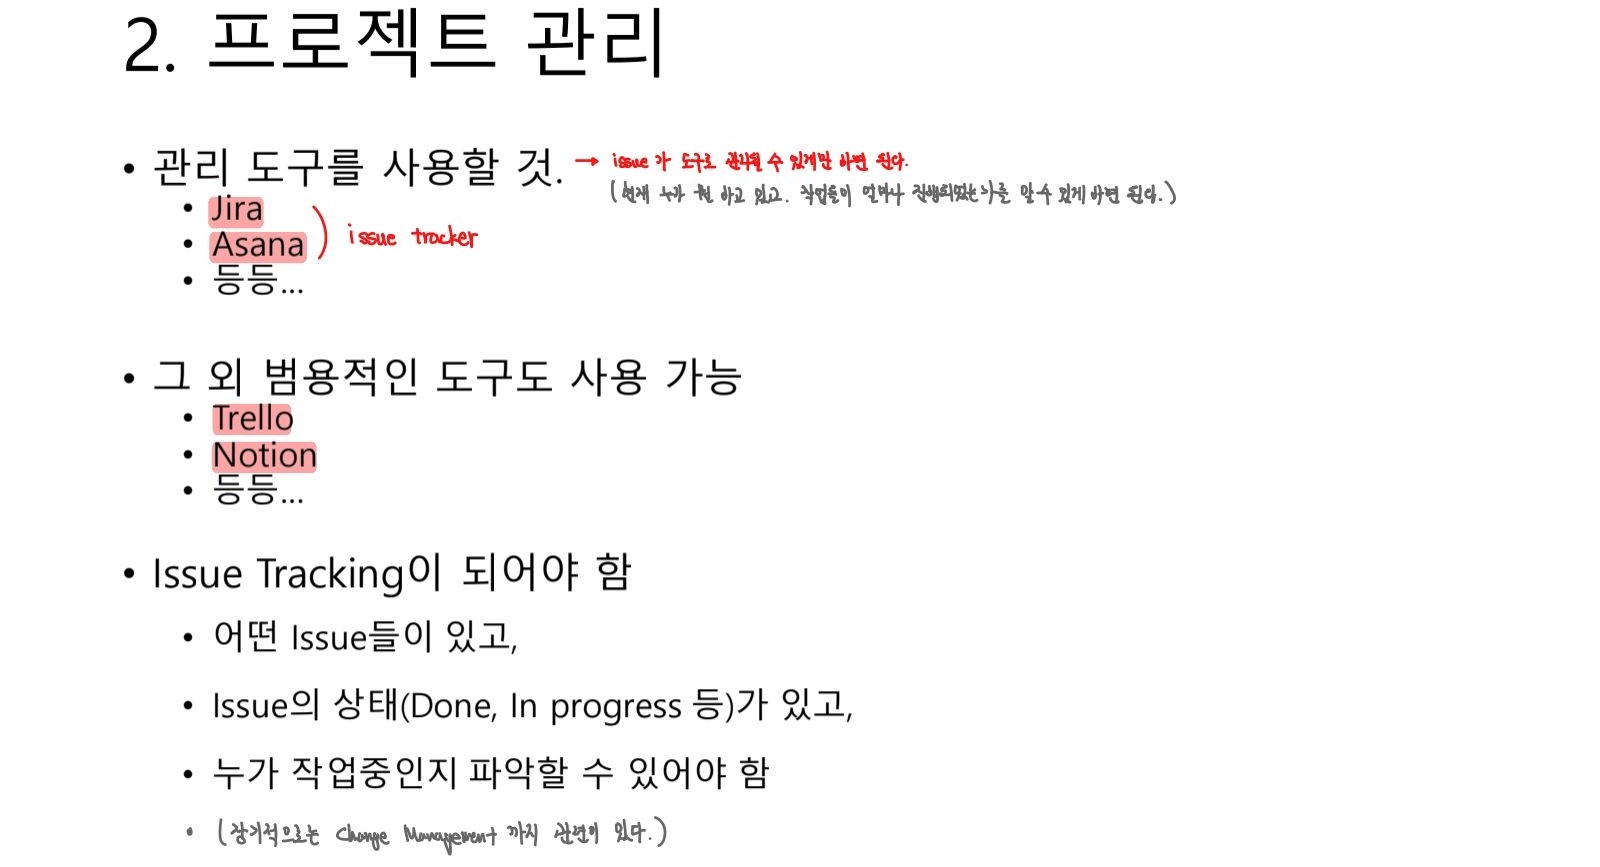 2. 프로젝트 관리
• 관리 도구를 사용할 것. → issue가 도구로 관리될 수 있게만 하면 된다.
(현재 누가 뭘 하고 있고. 작업들이 얼마나 진행되었는가를 알 수 있게 하면 된다.)
• Jira
• Asana
issue tracker
• 등등...
• 그 외 범용적인 도구도 사용 가능
• Trello
• Notion
• 등등...
• Issue Tracking이 되어야 함
• 어떤 Issue들이 있고,
• Issue의 상태(Done, In progress 등)가 있고,
• 누가 작업중인지 파악할 수 있어야 함
• (장기적으로는 Change Management 까지 관련이 있다.)